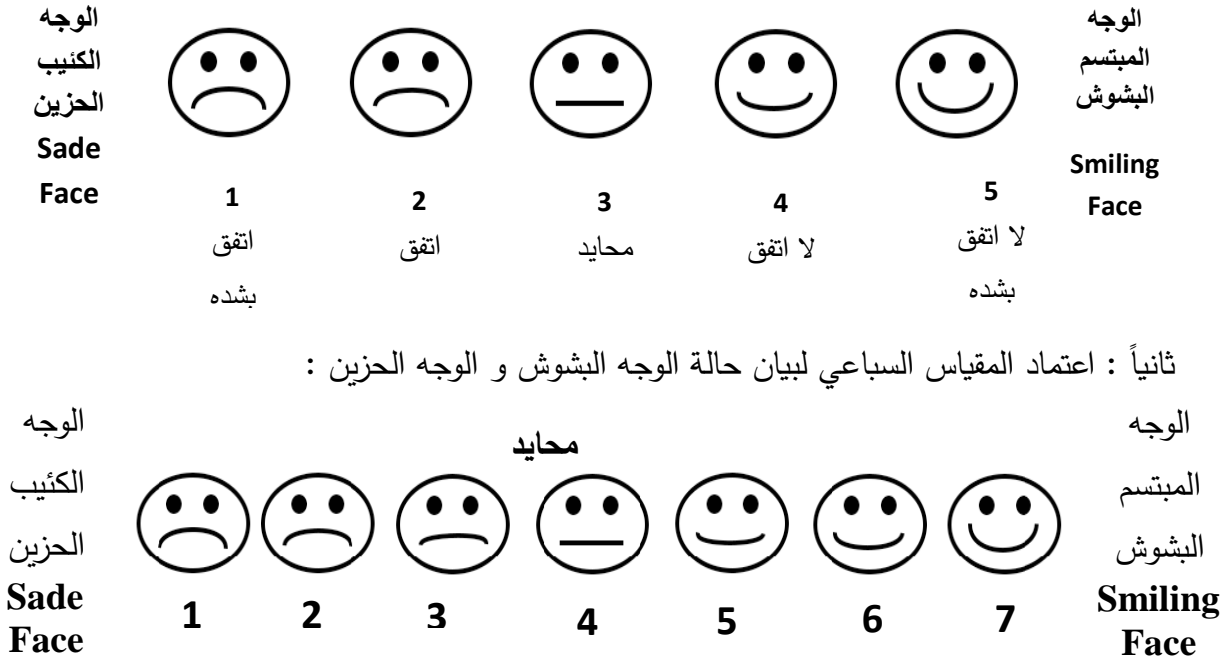 الوجه
الكئيب
الحزين
Sade
Face
الوجه
المبتسم
البشوش
Smiling
Face
1 2 3 4 5
اتفق بشده
اتفق
محايد
لا اتفق
لا اتفق بشده
ثانياً : اعتماد المقياس السباعي لبيان حالة الوجه البشوش و الوجه الحزين :
الوجه
الكئيب
الحزين
Sade
Face
محايد
الوجه
المبتسم
البشوش
Smiling
Face
1 2 3 4 5 6 7